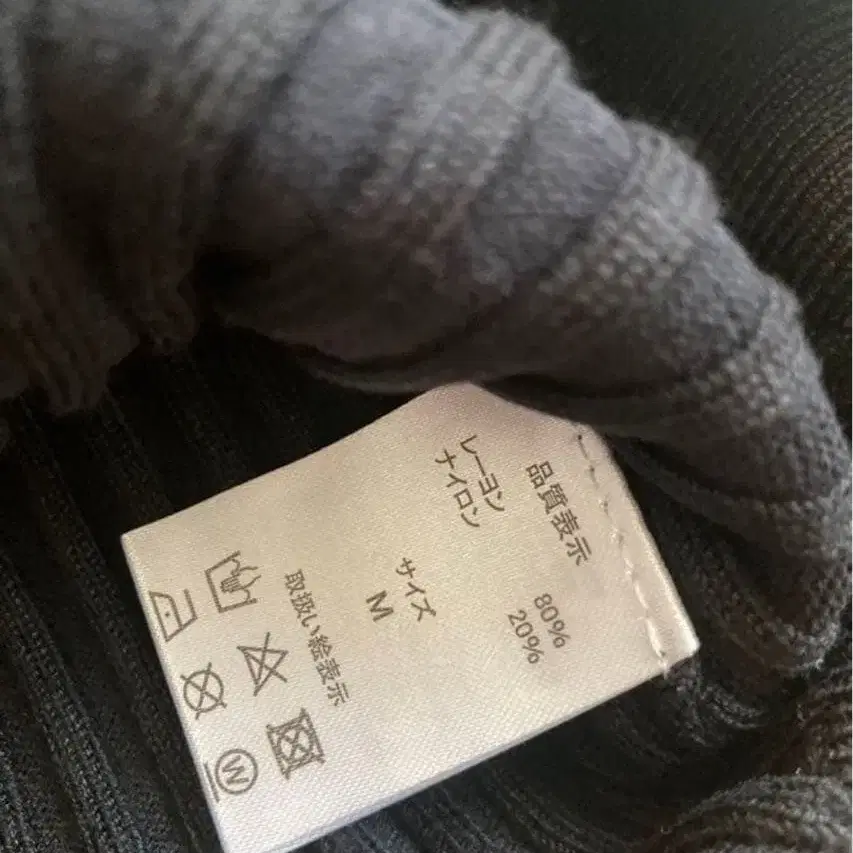 品質表示
レーヨン 80%
ナイロン 20%
サイズ
M
取扱い絵表示
W